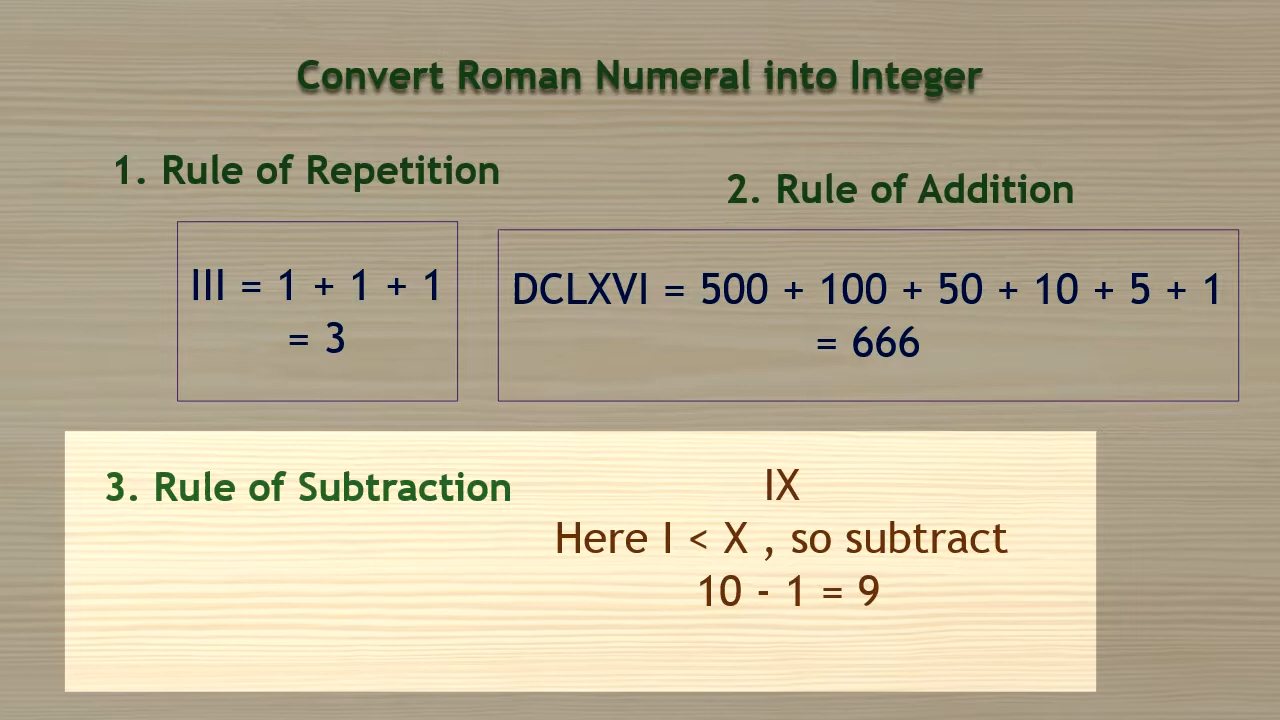 Convert Roman Numeral into Integer
1. Rule of Repetition
III = 1 + 1 + 1
= 3
2. Rule of Addition
DCLXVI = 500 + 100 + 50 + 10 + 5 + 1
= 666
3. Rule of Subtraction
IX
Here I < X , so subtract
10 - 1 = 9